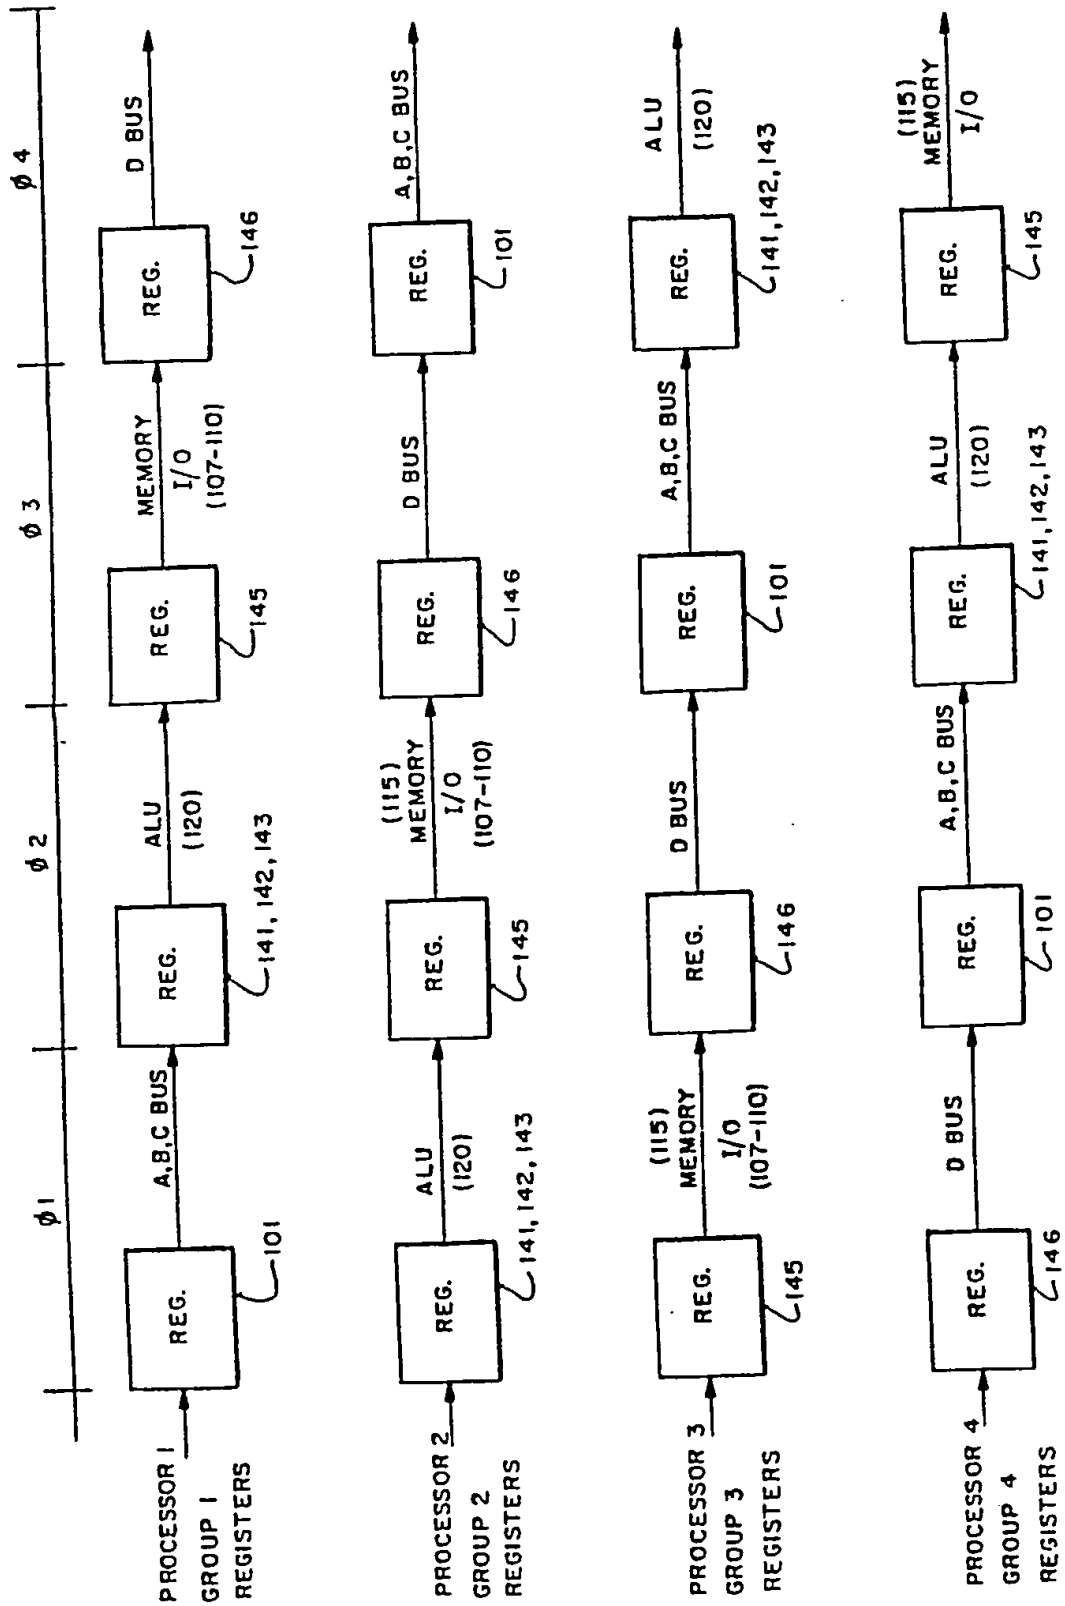 ø1
ø2
ø3
ø4
PROCESSOR 1
GROUP 1
REGISTERS
REG.
101
A,B,C BUS
REG.
141, 142, 143
ALU
(120)
REG.
145
MEMORY
I/O
(107-110)
REG.
146
D BUS
PROCESSOR 2
GROUP 2
REGISTERS
REG.
141, 142, 143
ALU
(120)
REG.
145
(115)
MEMORY
I/O
(107-110)
REG.
146
D BUS
REG.
101
A,B,C BUS
PROCESSOR 3
GROUP 3
REGISTERS
REG.
145
(115)
MEMORY
I/O
(107-110)
REG.
146
D BUS
REG.
101
A,B,C BUS
REG.
141, 142, 143
ALU
(120)
PROCESSOR 4
GROUP 4
REGISTERS
REG.
146
D BUS
REG.
101
A,B,C BUS
REG.
141, 142, 143
ALU
(120)
REG.
145
(115)
MEMORY
I/O